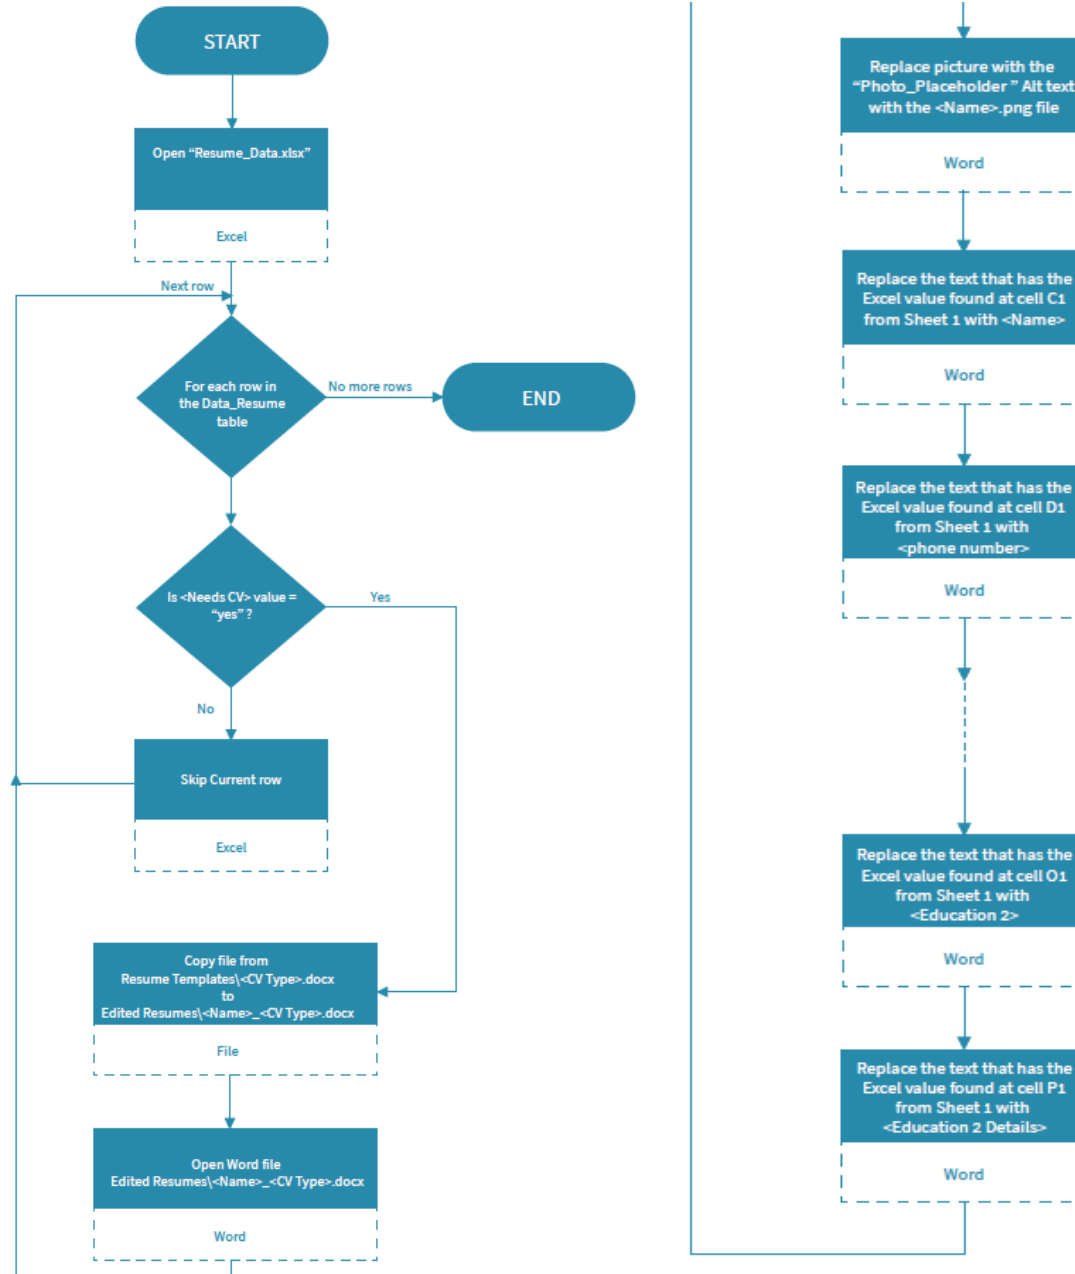 START
Open “Resume_Data.xlsx”
Excel
Next row
For each row in
the Data_Resume
table
No more rows
END
Is <Needs CV> value =
“yes” ?
Yes
No
Skip Current row
Excel
Copy file from
Resume Templates\<CV Type>.docx
to
Edited Resumes\<Name>_<CV Type>.docx
File
Open Word file
Edited Resumes\<Name>_<CV Type>.docx
Word
Replace picture with the
“Photo_Placeholder ” Alt text
with the <Name>.png file
Word
Replace the text that has the
Excel value found at cell C1
from Sheet 1 with <Name>
Word
Replace the text that has the
Excel value found at cell D1
from Sheet 1 with
<phone number>
Word
Replace the text that has the
Excel value found at cell O1
from Sheet 1 with
<Education 2>
Word
Replace the text that has the
Excel value found at cell P1
from Sheet 1 with
<Education 2 Details>
Word